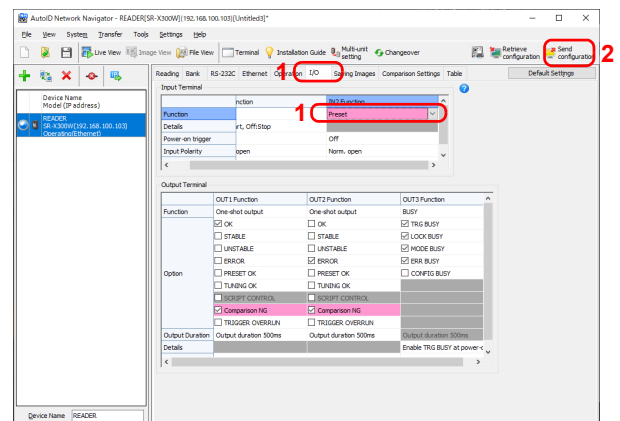 AutoID Network Navigator - READER[SR-X300W](192.168.100.103)[Untitled3]*
File View System Transfer Tools Settings Help
Live View Image View File View Terminal Installation Guide Multi-unit setting Changeover Retrieve configuration Send configuration 2
Device Name
Model (IP address)
READER
SR-X300W(192.168.100.103)
Operating(Ethernet)
Device Name READER
Reading Bank RS-232C Ethernet Operation 1 I/O Saving Images Comparison Settings Table Default Settings
Input Terminal
nction IN2 Function
Function 1 Preset
Details rt, Off:Stop
Power-on trigger Off
Input Polarity open Norm. open
Output Terminal
OUT1 Function OUT2 Function OUT3 Function
Function One-shot output One-shot output BUSY
OK OK TRG BUSY
STABLE STABLE LOCK BUSY
UNSTABLE UNSTABLE MODE BUSY
ERROR ERROR ERR BUSY
Option PRESET OK PRESET OK CONFIG BUSY
TUNING OK TUNING OK
SCRIPT CONTROL SCRIPT CONTROL
Comparison NG Comparison NG
TRIGGER OVERRUN TRIGGER OVERRUN
Output Duration Output duration 500ms Output duration 500ms Output duration 500ms
Details Enable TRG BUSY at power-c